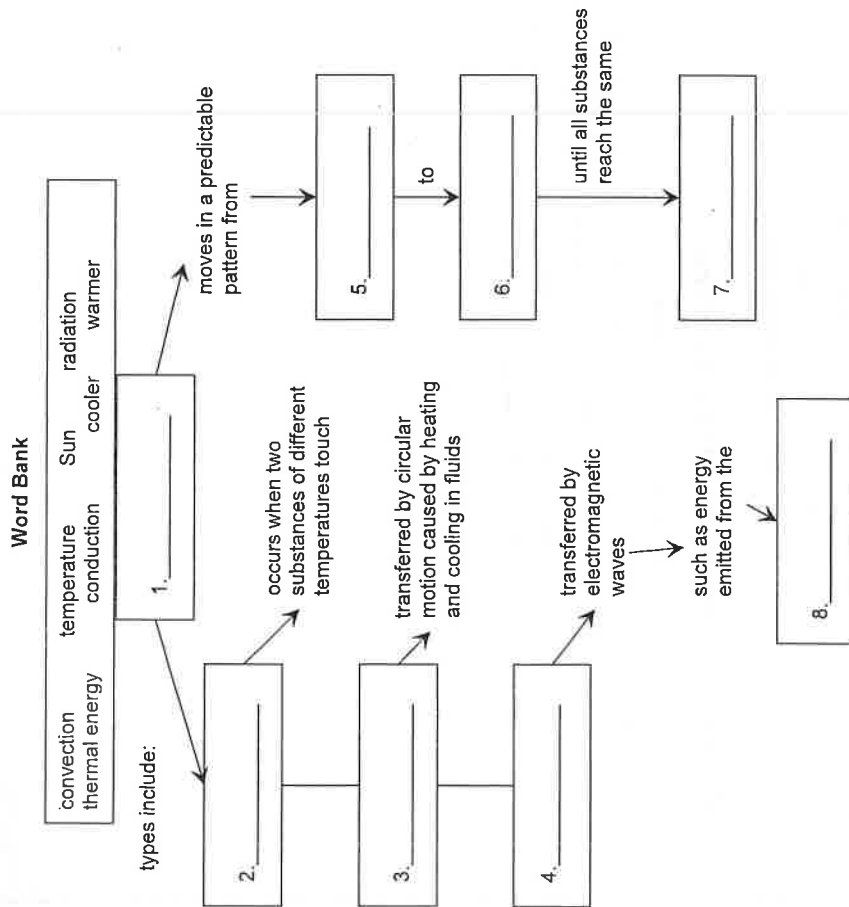 Word Bank
convection temperature Sun radiation
thermal energy conduction cooler warmer
1.
types include:
2.
occurs when two
substances of different
temperatures touch
3.
transferred by circular
motion caused by heating
and cooling in fluids
4.
transferred by
electromagnetic
waves
such as energy
emitted from the
8.
moves in a predictable
pattern from
5.
to
6.
until all substances
reach the same
7.